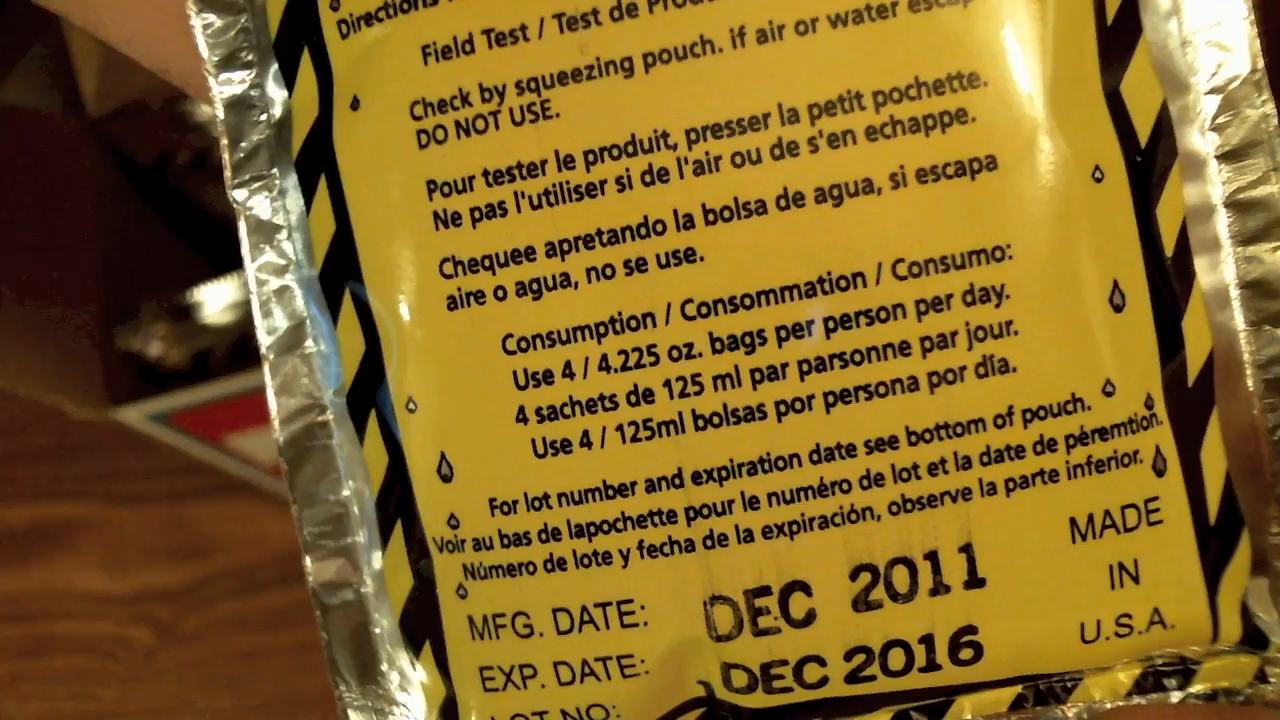 Directions
Field Test / Test de
Check by squeezing pouch. if air or water
DO NOT USE.
Pour tester le produit, presser la petit pochette.
Ne pas l'utiliser si de l'air ou de s'en echappe.
Chequee apretando la bolsa de agua, si escapa
aire o agua, no se use.
Consumption / Consommation / Consumo:
Use 4 / 4.225 oz. bags per person per day.
4 sachets de 125 ml par parsonne par jour.
Use 4 / 125ml bolsas por persona por día.
For lot number and expiration date see bottom of pouch.
Voir au bas de lapochette pour le numéro de lot et la date de péremtion.
Número de lote y fecha de la expiración, observe la parte inferior.
MFG. DATE: DEC 2011
EXP. DATE: DEC 2016
LOT NO:
MADE
IN
U.S.A.